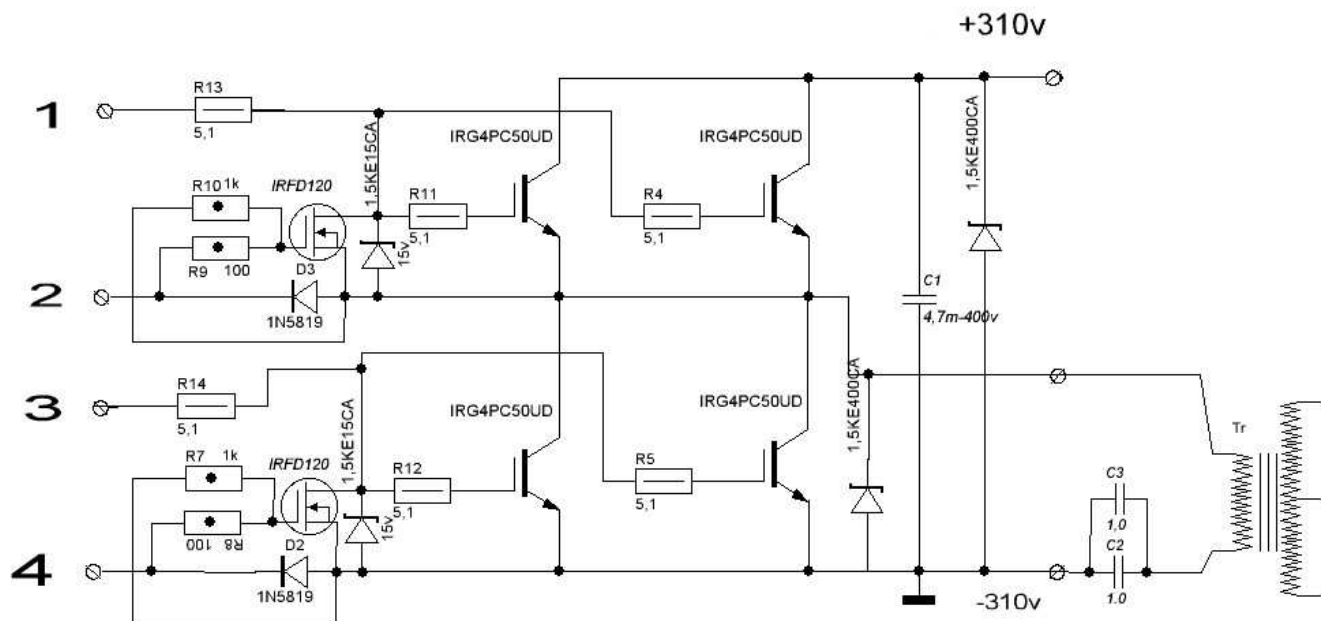 +310v
1
R13
5,1
1,5KE15CA
IRG4PC50UD
IRG4PC50UD
1,5KE400CA
R10
1k
IRFD120
R11
5,1
R4
5,1
R9
100
D3
15v
2
1N5819
C1
4,7m-400v
3
R14
5,1
1,5KE15CA
IRG4PC50UD
IRG4PC50UD
1,5KE400CA
R7
1k
IRFD120
R12
5,1
R5
5,1
Tr
C3
1,0
100
R8
D2
15v
4
1N5819
C2
1.0
-310v